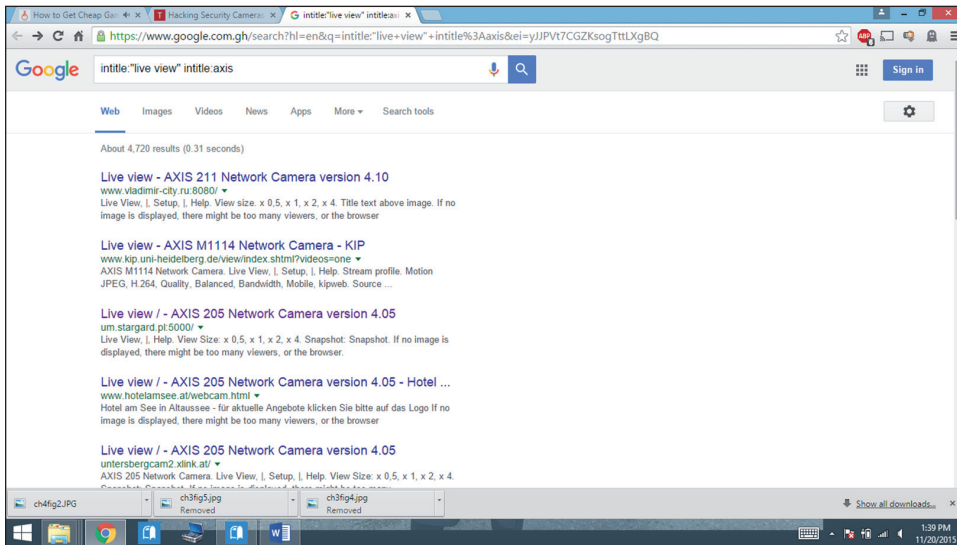 How to Get Cheap Gam
Hacking Security Cameras
intitle:"live view" intitle:axi
https://www.google.com.gh/search?hl=en&q=intitle:"live+view"+intitle%3Aaxis&ei=yJJPVt7CGZKsogTttLXgBQ
ABP
Google
intitle:"live view" intitle:axis
Sign in
Web Images Videos News Apps More Search tools
About 4,720 results (0.31 seconds)
Live view - AXIS 211 Network Camera version 4.10
www.vladimir-city.ru:8080/
Live View, |, Setup, |, Help. View size. x 0,5, x 1, x 2, x 4. Title text above image. If no
image is displayed, there might be too many viewers, or the browser
Live view - AXIS M1114 Network Camera - KIP
www.kip.uni-heidelberg.de/view/index.shtml?videos=one
AXIS M1114 Network Camera. Live View, |, Setup, |, Help. Stream profile. Motion
JPEG, H.264, Quality, Balanced, Bandwidth, Mobile, kipweb. Source ...
Live view / - AXIS 205 Network Camera version 4.05
um.stargard.pl:5000/
Live View, |, Help. View Size: x 0,5, x 1, x 2, x 4. Snapshot: Snapshot. If no image is
displayed, there might be too many viewers, or the browser.
Live view / - AXIS 205 Network Camera version 4.05 - Hotel ...
www.hotelamsee.at/webcam.html
Hotel am See in Altaussee - für aktuelle Angebote klicken Sie bitte auf das Logo If no
image is displayed, there might be too many viewers, or the browser
Live view / - AXIS 205 Network Camera version 4.05
untersbergcam2.xlink.at/
AXIS 205 Network Camera. Live View, |, Setup, |, Help. View Size: x 0,5, x 1, x 2, x 4.
ch4fig2.JPG
ch3fig5.jpg
Removed
ch3fig4.jpg
Removed
Show all downloads...
1:39 PM
11/20/2015